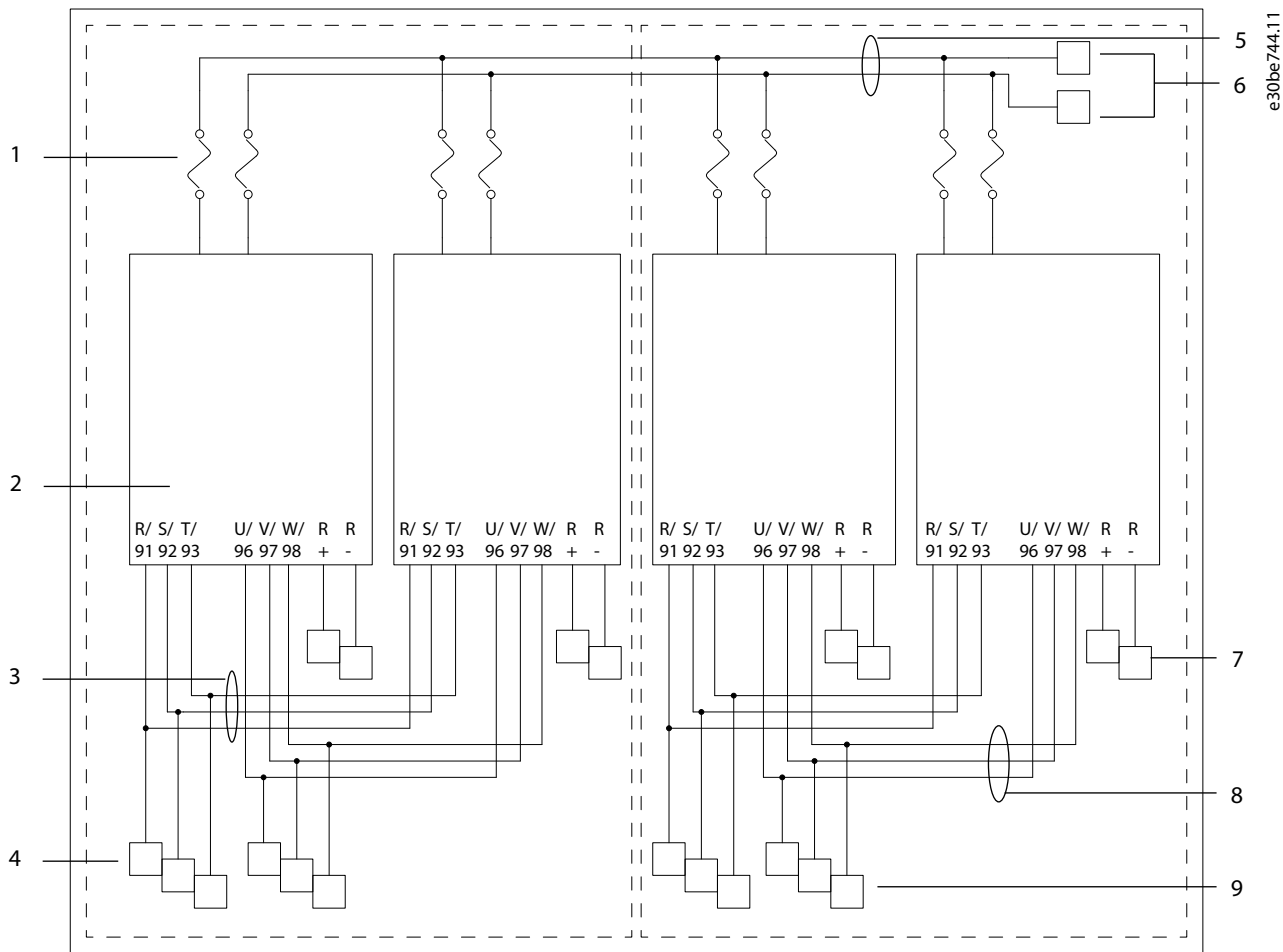 e30be744.11
5
6
1
2
R/ S/ T/ U/ V/ W/ R R
91 92 93 96 97 98 + -
R/ S/ T/ U/ V/ W/ R R
91 92 93 96 97 98 + -
R/ S/ T/ U/ V/ W/ R R
91 92 93 96 97 98 + -
R/ S/ T/ U/ V/ W/ R R
91 92 93 96 97 98 + -
3
7
8
4
9